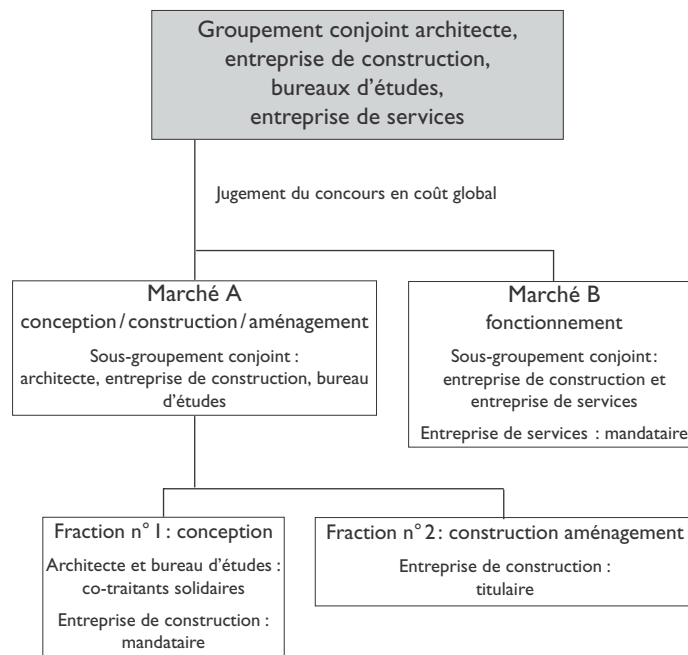 Groupement conjoint architecte,
entreprise de construction,
bureaux d’études,
entreprise de services
Jugement du concours en coût global
Marché A
conception / construction / aménagement
Sous-groupement conjoint :
architecte, entreprise de construction, bureau
d’études
Marché B
fonctionnement
Sous-groupement conjoint :
entreprise de construction et
entreprise de services
Entreprise de services : mandataire
Fraction n° 1 : conception
Architecte et bureau d’études :
co-traitants solidaires
Entreprise de construction :
mandataire
Fraction n° 2 : construction aménagement
Entreprise de construction :
titulaire